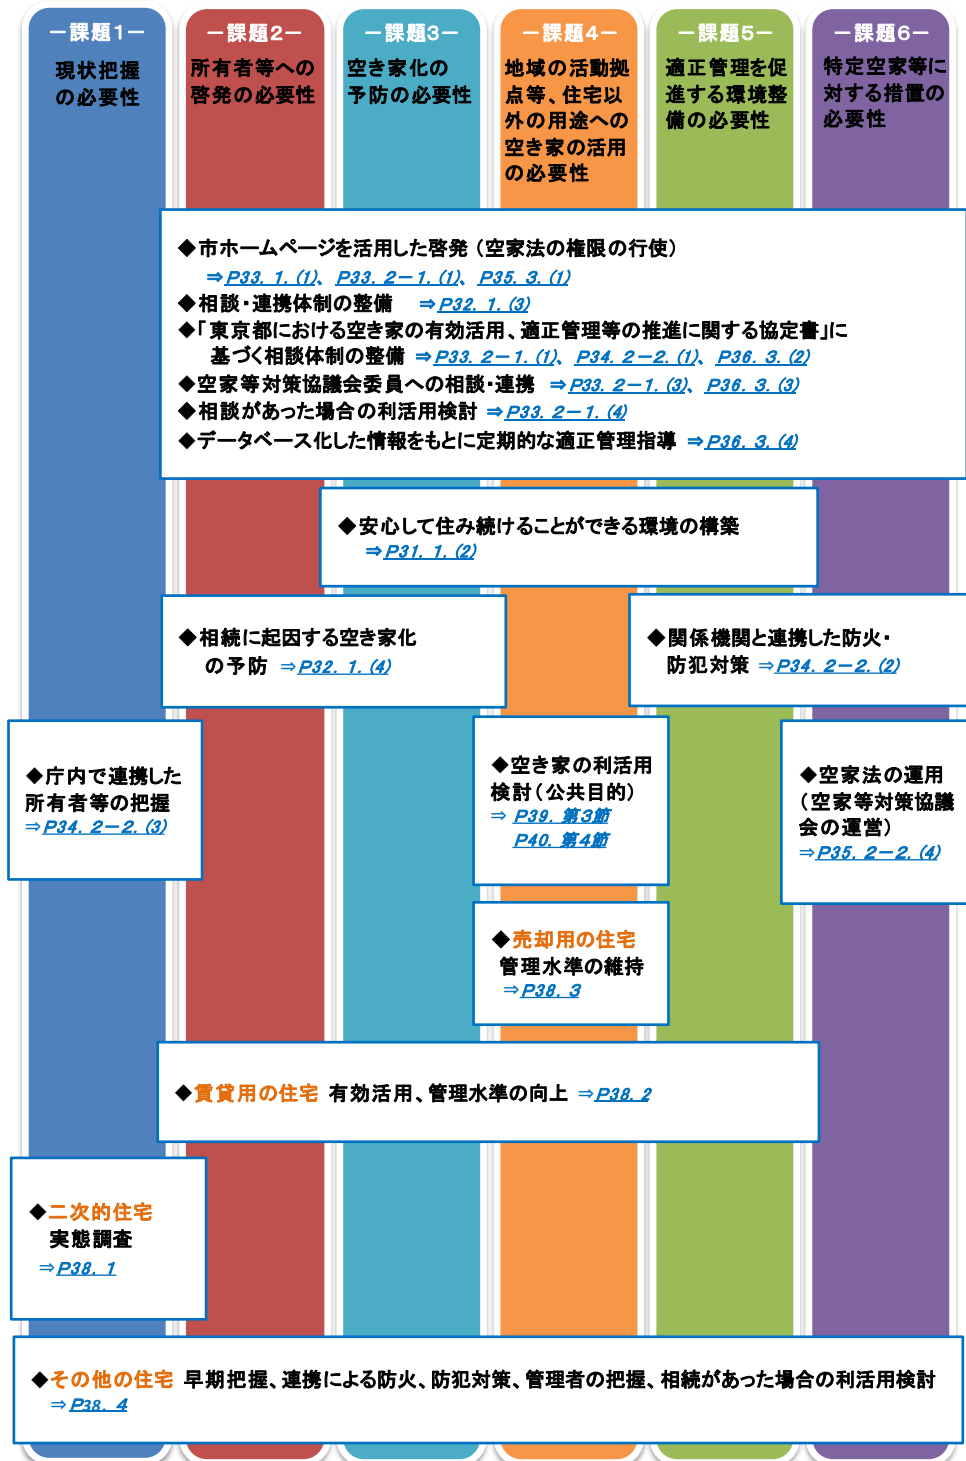 －課題1－
現状把握
の必要性
－課題2－
所有者等への
啓発の必要性
－課題3－
空き家化の
予防の必要性
－課題4－
地域の活動拠
点等、住宅以
外の用途への
空き家の活用
の必要性
－課題5－
適正管理を促
進する環境整
備の必要性
－課題6－
特定空家等に
対する措置の
必要性
◆市ホームページを活用した啓発（空家法の権限の行使）
⇒P33. 1. (1)、P33. 2－1. (1)、P35. 3. (1)
◆相談・連携体制の整備 ⇒P32. 1. (3)
◆「東京都における空き家の有効活用、適正管理等の推進に関する協定書」に
基づく相談体制の整備 ⇒P33. 2－1. (1)、P34. 2－2. (1)、P36. 3. (2)
◆空家等対策協議会委員への相談・連携 ⇒P33. 2－1. (3)、P36. 3. (3)
◆相談があった場合の利活用検討 ⇒P33. 2－1. (4)
◆データベース化した情報をもとに定期的な適正管理指導 ⇒P36. 3. (4)
◆安心して住み続けることができる環境の構築
⇒P31. 1. (2)
◆相続に起因する空き家化
の予防 ⇒P32. 1. (4)
◆関係機関と連携した防火・
防犯対策 ⇒P34. 2－2. (2)
◆庁内で連携した
所有者等の把握
⇒P34. 2－2. (3)
◆空き家の利活用
検討（公共目的）
⇒ P39. 第3節
P40. 第4節
◆空家法の運用
（空家等対策協議
会の運営）
⇒P35. 2－2. (4)
◆売却用の住宅
管理水準の維持
⇒P38. 3
◆賃貸用の住宅 有効活用、管理水準の向上 ⇒P38. 2
◆二次的住宅
実態調査
⇒P38. 1
◆その他の住宅 早期把握、連携による防火、防犯対策、管理者の把握、相続があった場合の利活用検討
⇒P38. 4